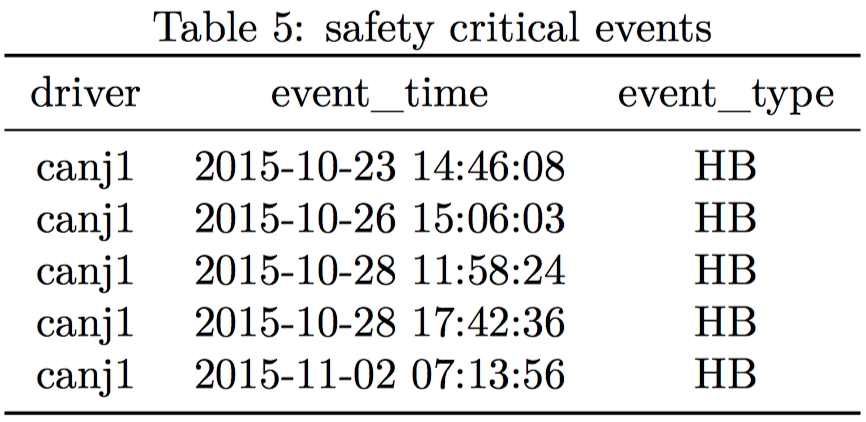 Table 5: safety critical events
driver event_time event_type
canj1 2015-10-23 14:46:08 HB
canj1 2015-10-26 15:06:03 HB
canj1 2015-10-28 11:58:24 HB
canj1 2015-10-28 17:42:36 HB
canj1 2015-11-02 07:13:56 HB